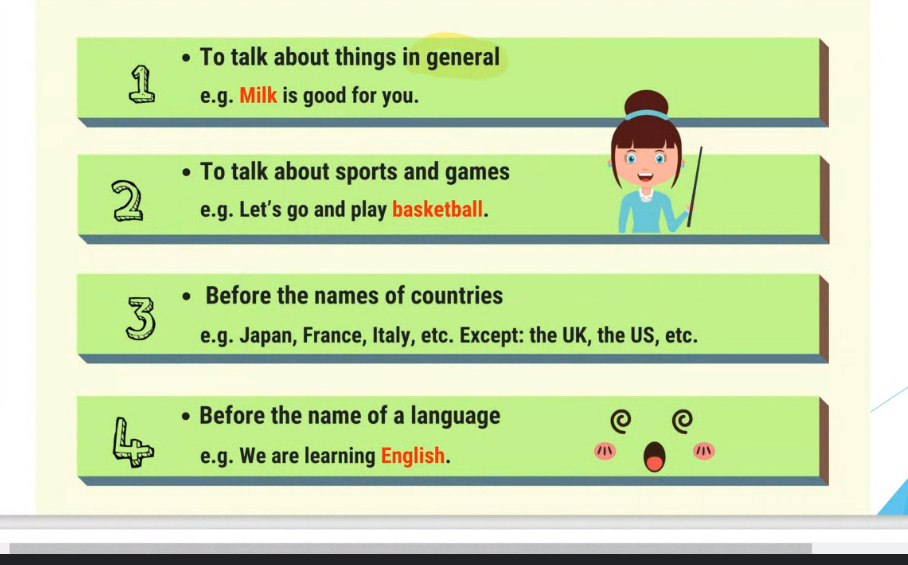 1
• To talk about things in general
e.g. Milk is good for you.
2
• To talk about sports and games
e.g. Let's go and play basketball.
3
• Before the names of countries
e.g. Japan, France, Italy, etc. Except: the UK, the US, etc.
4
• Before the name of a language
e.g. We are learning English.